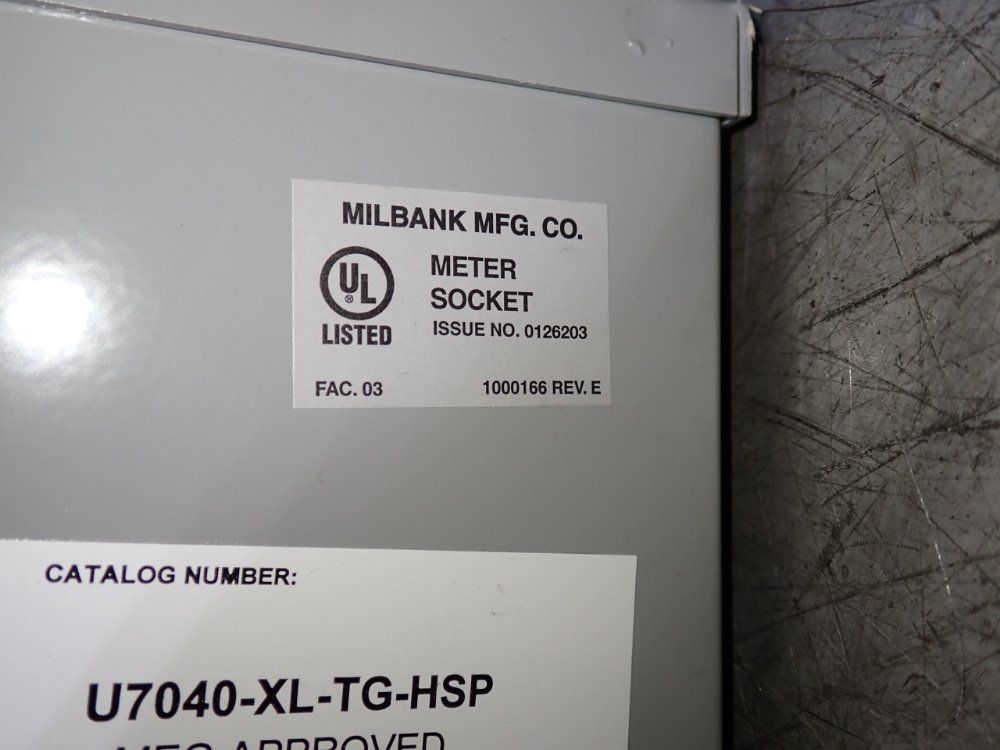 MILBANK MFG. CO.
UL
®
LISTED
METER
SOCKET
ISSUE NO. 0126203
FAC. 03
1000166 REV. E
CATALOG NUMBER:
U7040-XL-TG-HSP
APPROVED